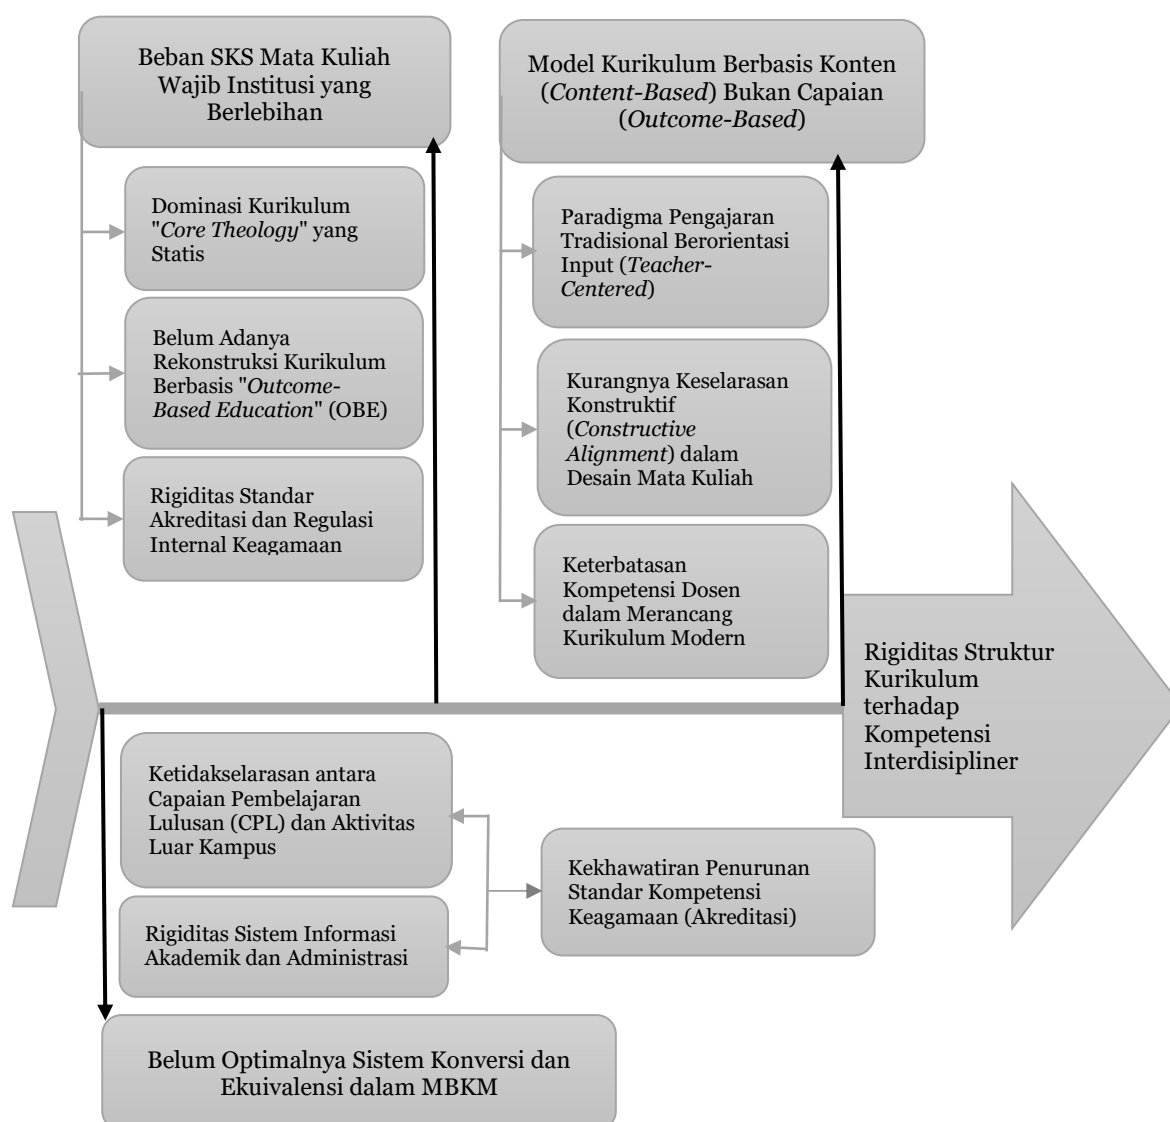 Beban SKS Mata Kuliah
Wajib Institusi yang
Berlebihan
Dominasi Kurikulum
"Core Theology" yang
Statis
Belum Adanya
Rekonstruksi Kurikulum
Berbasis "Outcome-
Based Education" (OBE)
Rigiditas Standar
Akreditasi dan Regulasi
Internal Keagamaan
Model Kurikulum Berbasis Konten
(Content-Based) Bukan Capaian
(Outcome-Based)
Paradigma Pengajaran
Tradisional Berorientasi
Input (Teacher-
Centered)
Kurangnya Keselarasan
Konstruktif
(Constructive
Alignment) dalam
Desain Mata Kuliah
Keterbatasan
Kompetensi Dosen
dalam Merancang
Kurikulum Modern
Rigiditas Struktur
Kurikulum
terhadap
Kompetensi
Interdisipliner
Ketidakselarasan antara
Capaian Pembelajaran
Lulusan (CPL) dan Aktivitas
Luar Kampus
Rigiditas Sistem Informasi
Akademik dan Administrasi
Kekhawatiran Penurunan
Standar Kompetensi
Keagamaan (Akreditasi)
Belum Optimalnya Sistem Konversi dan
Ekuivalensi dalam MBKM